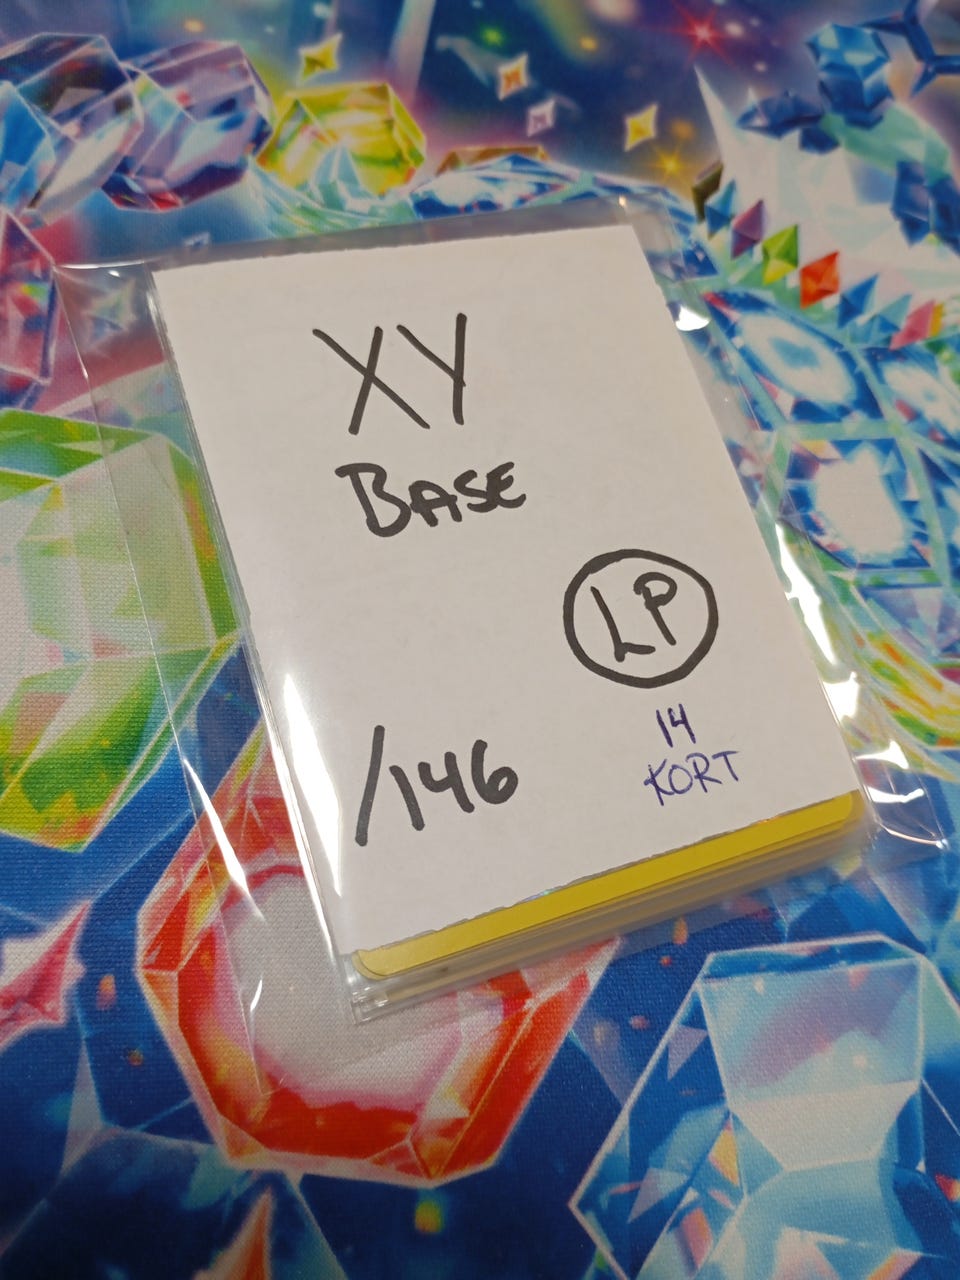 XY
BASE
LP
/146
14
KORT